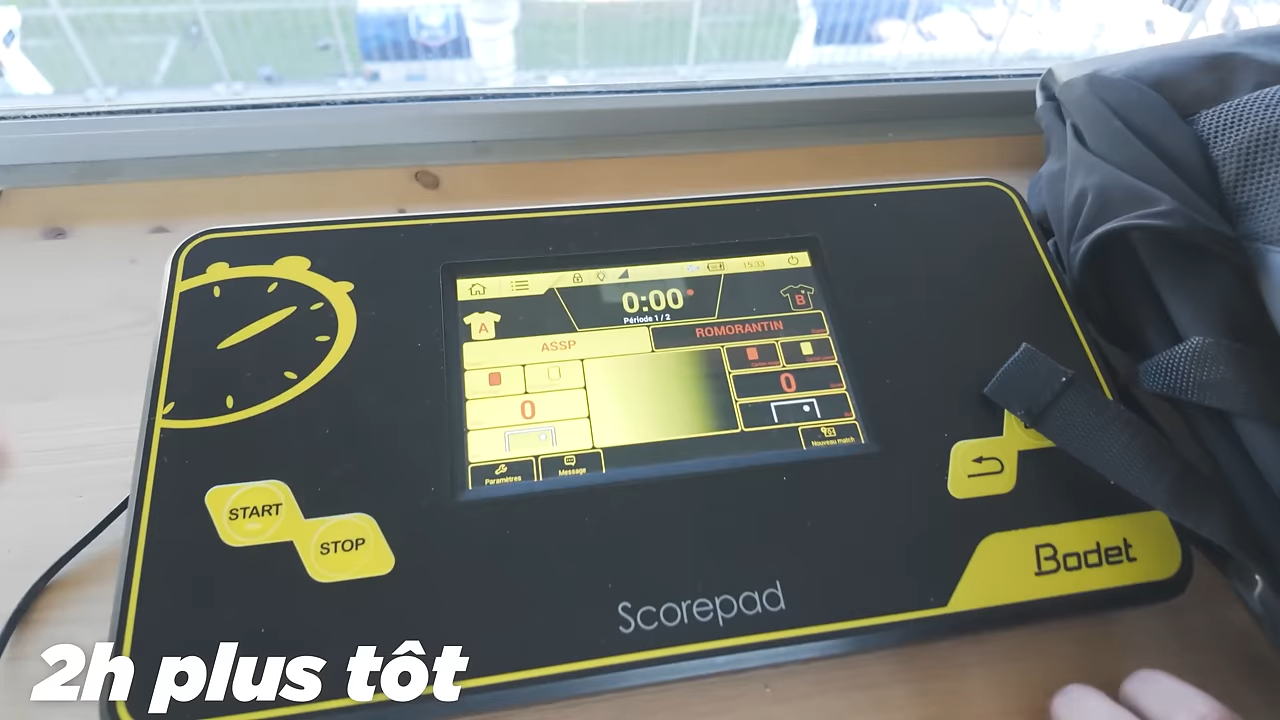 15:33
0:00
Période 1 / 2
A
B
ASSP
ROMORANTIN
0
0
Nouveau match
Paramètres
Message
START
STOP
Bodet
Scorepad
2h plus tôt